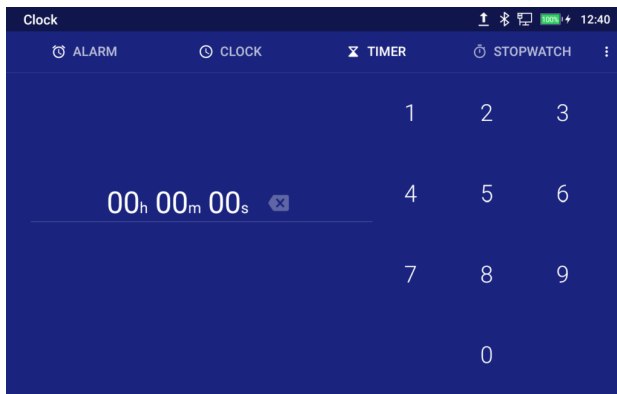 Clock 100% 12:40
ALARM CLOCK TIMER STOPWATCH
1 2 3
00h 00m 00s
4 5 6
7 8 9
0